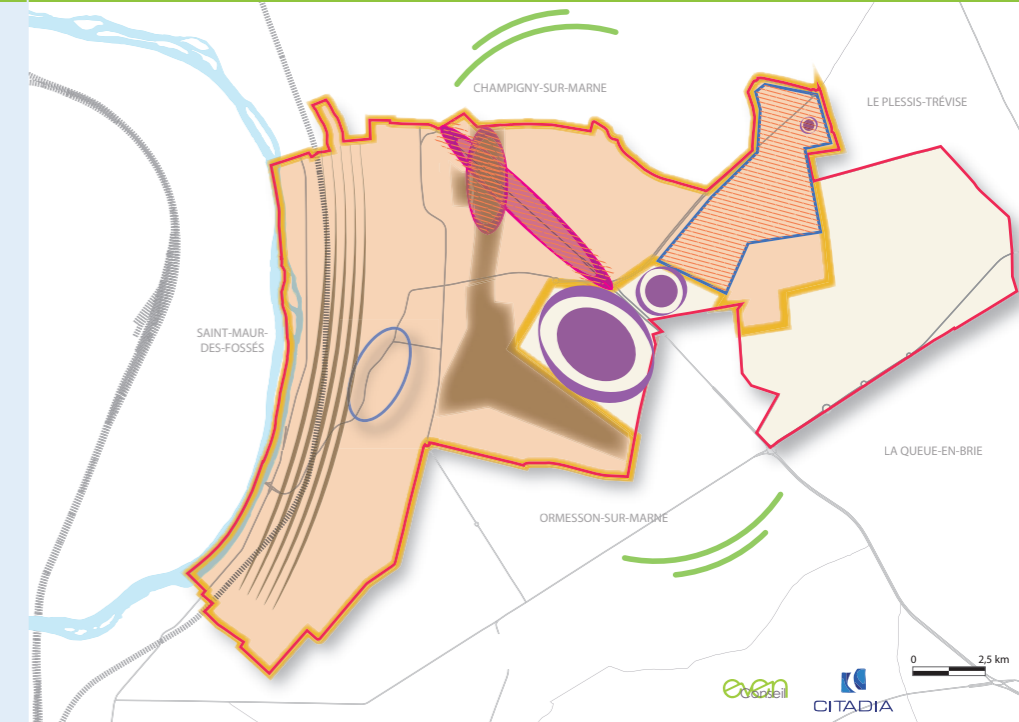 CHAMPIGNY-SUR-MARNE
LE PLESSIS-TRÉVISE
SAINT-MAUR-
DES-FOSSÉS
LA QUEUE-EN-BRIE
ORMESSON-SUR-MARNE
0 2,5 km
even
Conseil
CITADIA